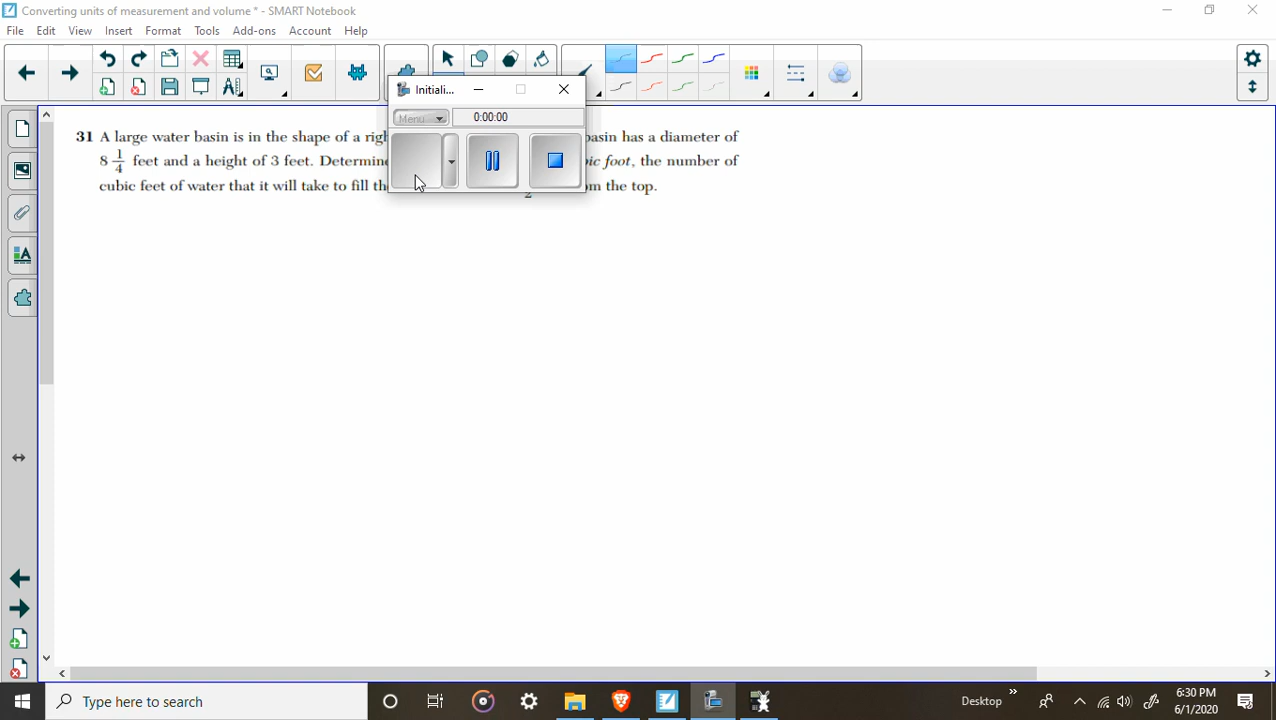 Converting units of measurement and volume * - SMART Notebook
File Edit View Insert Format Tools Add-ons Account Help
Initiali...
Menu 0:00:00
31 A large water basin is in the shape of a rig basin has a diameter of
8 1/4 feet and a height of 3 feet. Determine ic foot, the number of
cubic feet of water that it will take to fill the 2 m the top.
Type here to search
Desktop
6:30 PM
6/1/2020